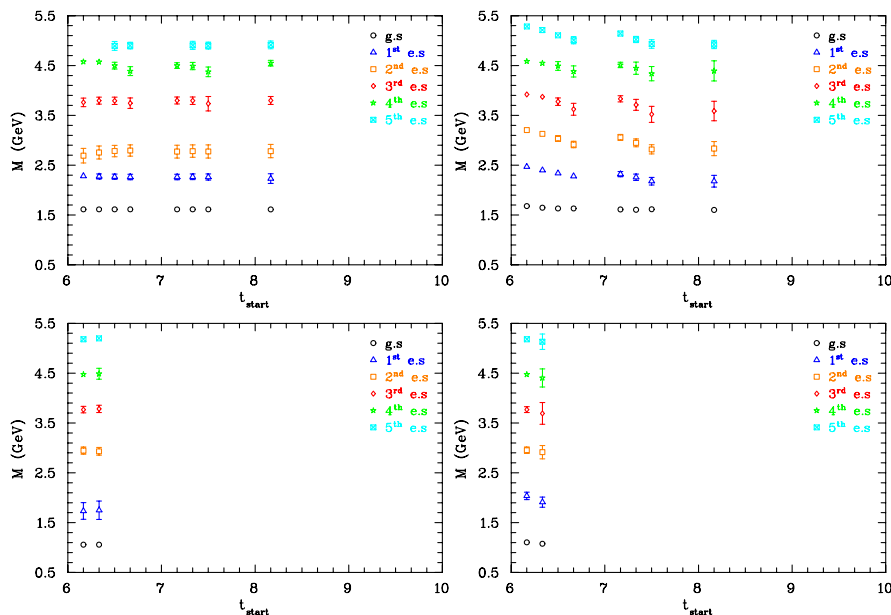 5.5
4.5
3.5
2.5
1.5
0.5
M (GeV)
6 7 8 9 10
t_start
g.s
1st e.s
2nd e.s
3rd e.s
4th e.s
5th e.s
5.5
4.5
3.5
2.5
1.5
0.5
M (GeV)
6 7 8 9 10
t_start
g.s
1st e.s
2nd e.s
3rd e.s
4th e.s
5th e.s
5.5
4.5
3.5
2.5
1.5
0.5
M (GeV)
6 7 8 9 10
t_start
g.s
1st e.s
2nd e.s
3rd e.s
4th e.s
5th e.s
5.5
4.5
3.5
2.5
1.5
0.5
M (GeV)
6 7 8 9 10
t_start
g.s
1st e.s
2nd e.s
3rd e.s
4th e.s
5th e.s